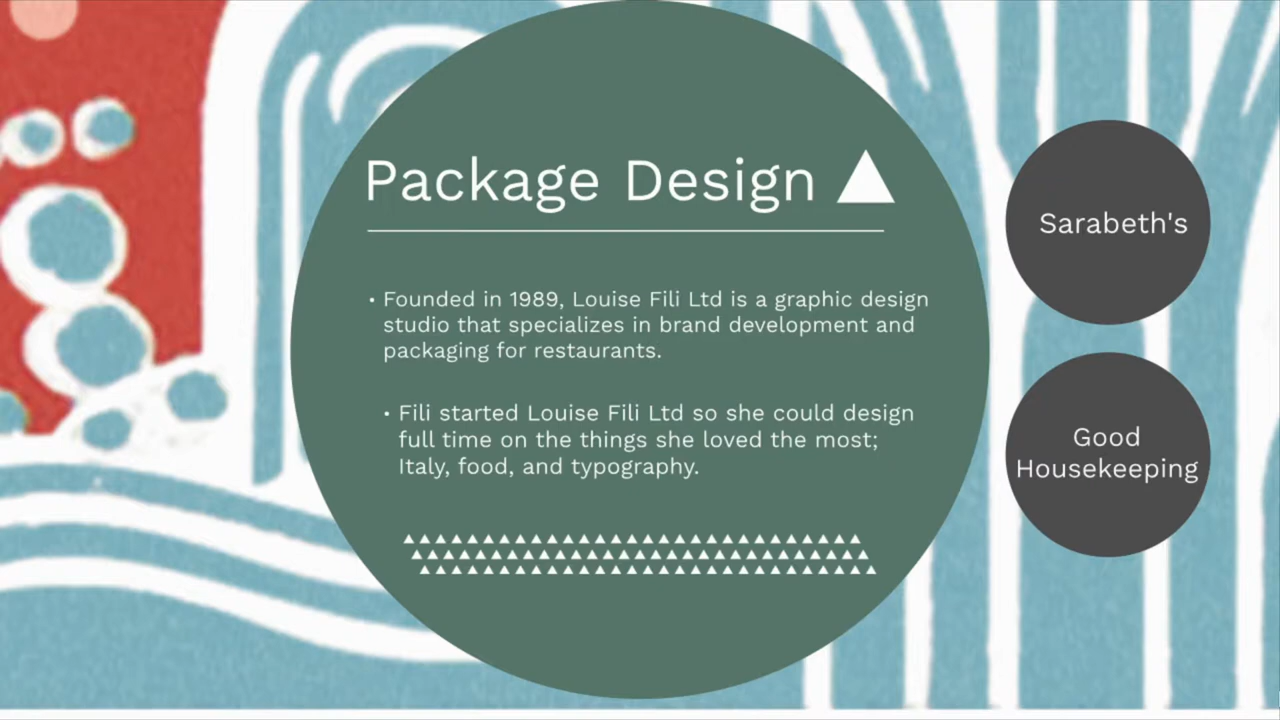 Package Design
• Founded in 1989, Louise Fili Ltd is a graphic design
studio that specializes in brand development and
packaging for restaurants.
• Fili started Louise Fili Ltd so she could design
full time on the things she loved the most;
Italy, food, and typography.
Sarabeth's
Good
Housekeeping